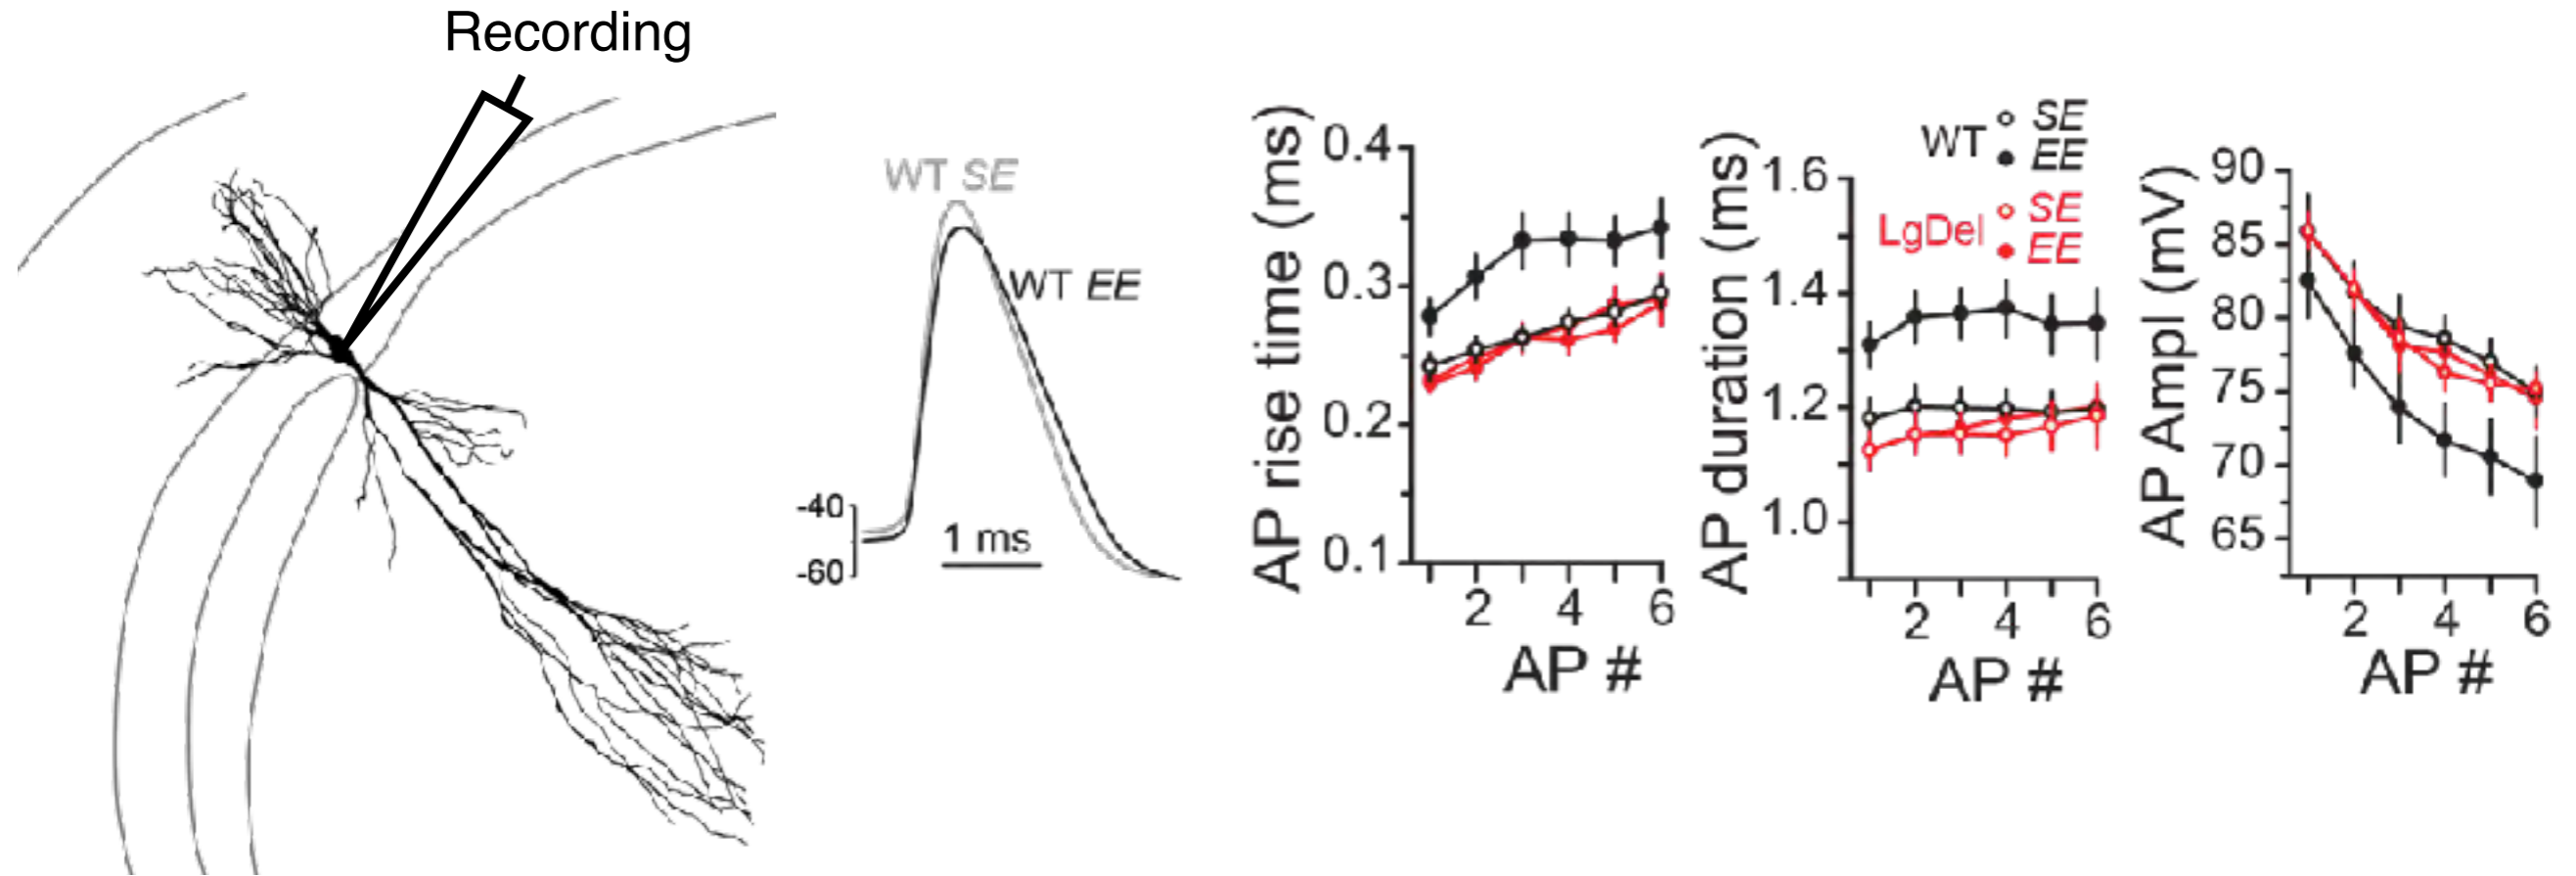 Recording
WT SE
WT EE
-40
-60
1 ms
AP rise time (ms)
0.4
0.3
0.2
0.1
2 4 6
AP #
AP duration (ms)
1.6
1.4
1.2
1.0
2 4 6
AP #
WT SE
EE
LgDel SE
EE
AP Ampl (mV)
90
85
80
75
70
65
2 4 6
AP #